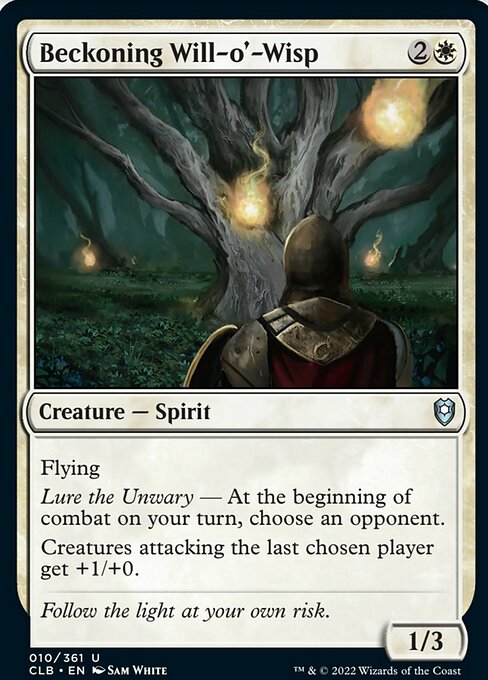 Beckoning Will-o'-Wisp 2
Creature — Spirit
Flying
Lure the Unwary — At the beginning of
combat on your turn, choose an opponent.
Creatures attacking the last chosen player
get +1/+0.
Follow the light at your own risk.
1/3
010/361 U
CLB • EN Sam White ™ & © 2022 Wizards of the Coast